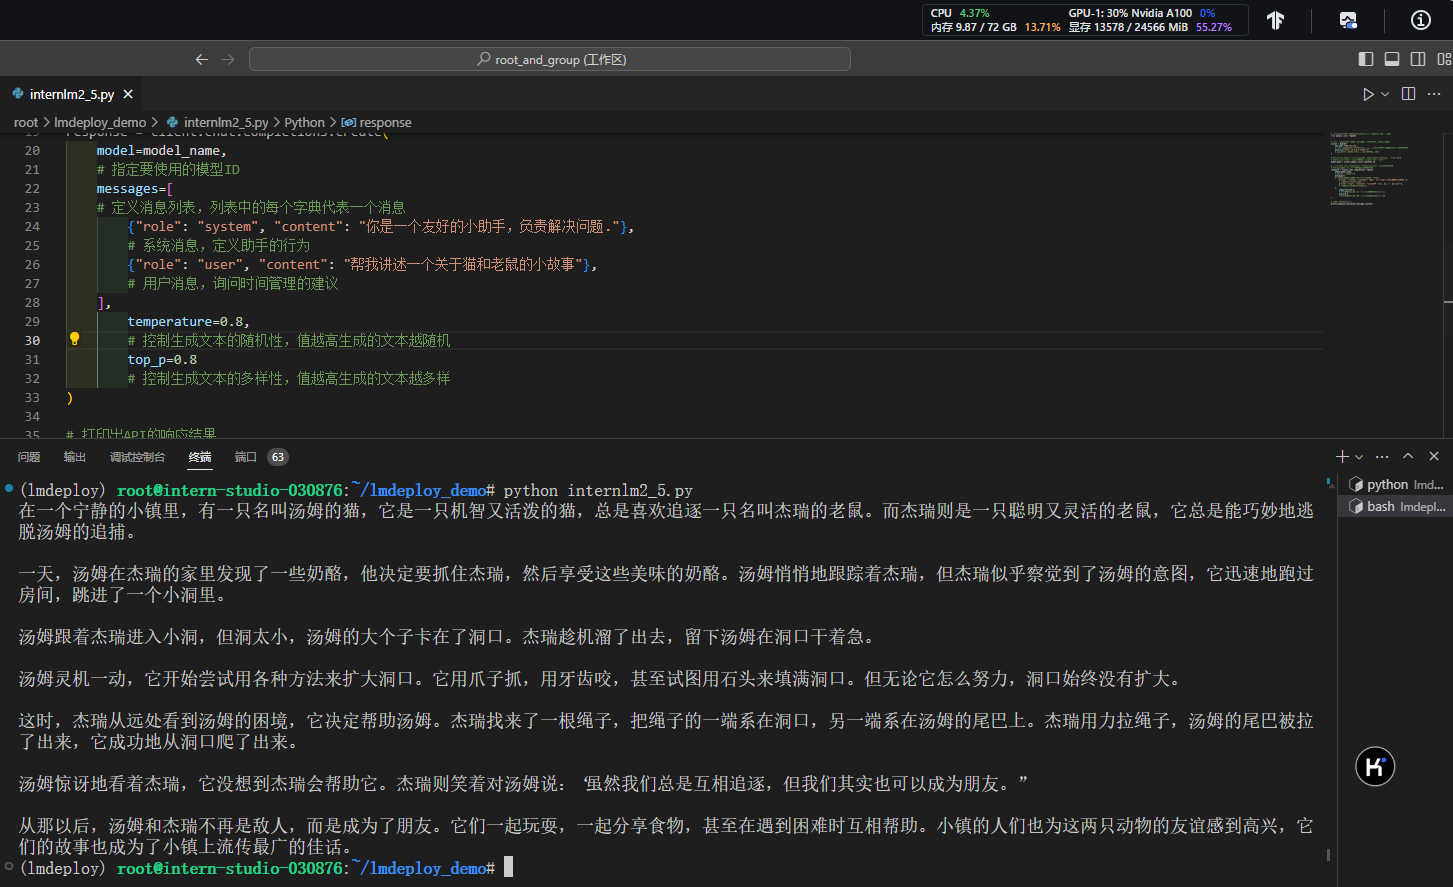 CPU 4.37% GPU-1: 30% Nvidia A100 0%
内存 9.87 / 72 GB 13.71% 显存 13578 / 24566 MiB 55.27%
root_and_group (工作区)
internlm2_5.py
root > lmdeploy_demo > internlm2_5.py > Python > response
19 response = client.chat.completions.create(
20 model=model_name,
21 # 指定要使用的模型ID
22 messages=[
23 # 定义消息列表，列表中的每个字典代表一个消息
24 {"role": "system", "content": "你是一个友好的小助手，负责解决问题."},
25 # 系统消息，定义助手的行为
26 {"role": "user", "content": "帮我讲述一个关于猫和老鼠的小故事"},
27 # 用户消息，询问时间管理的建议
28 ],
29 temperature=0.8,
30 # 控制生成文本的随机性，值越高生成的文本越随机
31 top_p=0.8
32 # 控制生成文本的多样性，值越高生成的文本越多样
33 )
34
35 # 打印出API的响应结果
问题 输出 调试控制台 终端 端口 63
python lmd...
bash lmdepl...
(lmdeploy) root@intern-studio-030876:~/lmdeploy_demo# python internlm2_5.py
在一个宁静的小镇里，有一只名叫汤姆的猫，它是一只机智又活泼的猫，总是喜欢追逐一只名叫杰瑞的老鼠。而杰瑞则是一只聪明又灵活的老鼠，它总是能巧妙地逃
脱汤姆的追捕。
一天，汤姆在杰瑞的家里发现了一些奶酪，他决定要抓住杰瑞，然后享受这些美味的奶酪。汤姆悄悄地跟踪着杰瑞，但杰瑞似乎察觉到了汤姆的意图，它迅速地跑过
房间，跳进了一个小洞里。
汤姆跟着杰瑞进入小洞，但洞太小，汤姆的大个子卡在了洞口。杰瑞趁机溜了出去，留下汤姆在洞口干着急。
汤姆灵机一动，它开始尝试用各种方法来扩大洞口。它用爪子抓，用牙齿咬，甚至试图用石头来填满洞口。但无论它怎么努力，洞口始终没有扩大。
这时，杰瑞从远处看到汤姆的困境，它决定帮助汤姆。杰瑞找来了一根绳子，把绳子的一端系在洞口，另一端系在汤姆的尾巴上。杰瑞用力拉绳子，汤姆的尾巴被拉
了出来，它成功地从洞口爬了出来。
汤姆惊讶地看着杰瑞，它没想到杰瑞会帮助它。杰瑞则笑着对汤姆说：“虽然我们总是互相追逐，但我们其实也可以成为朋友。”
从那以后，汤姆和杰瑞不再是敌人，而是成为了朋友。它们一起玩耍，一起分享食物，甚至在遇到困难时互相帮助。小镇的人们也为这两只动物的友谊感到高兴，它
们的故事也成为了小镇上流传最广的佳话。
(lmdeploy) root@intern-studio-030876:~/lmdeploy_demo#